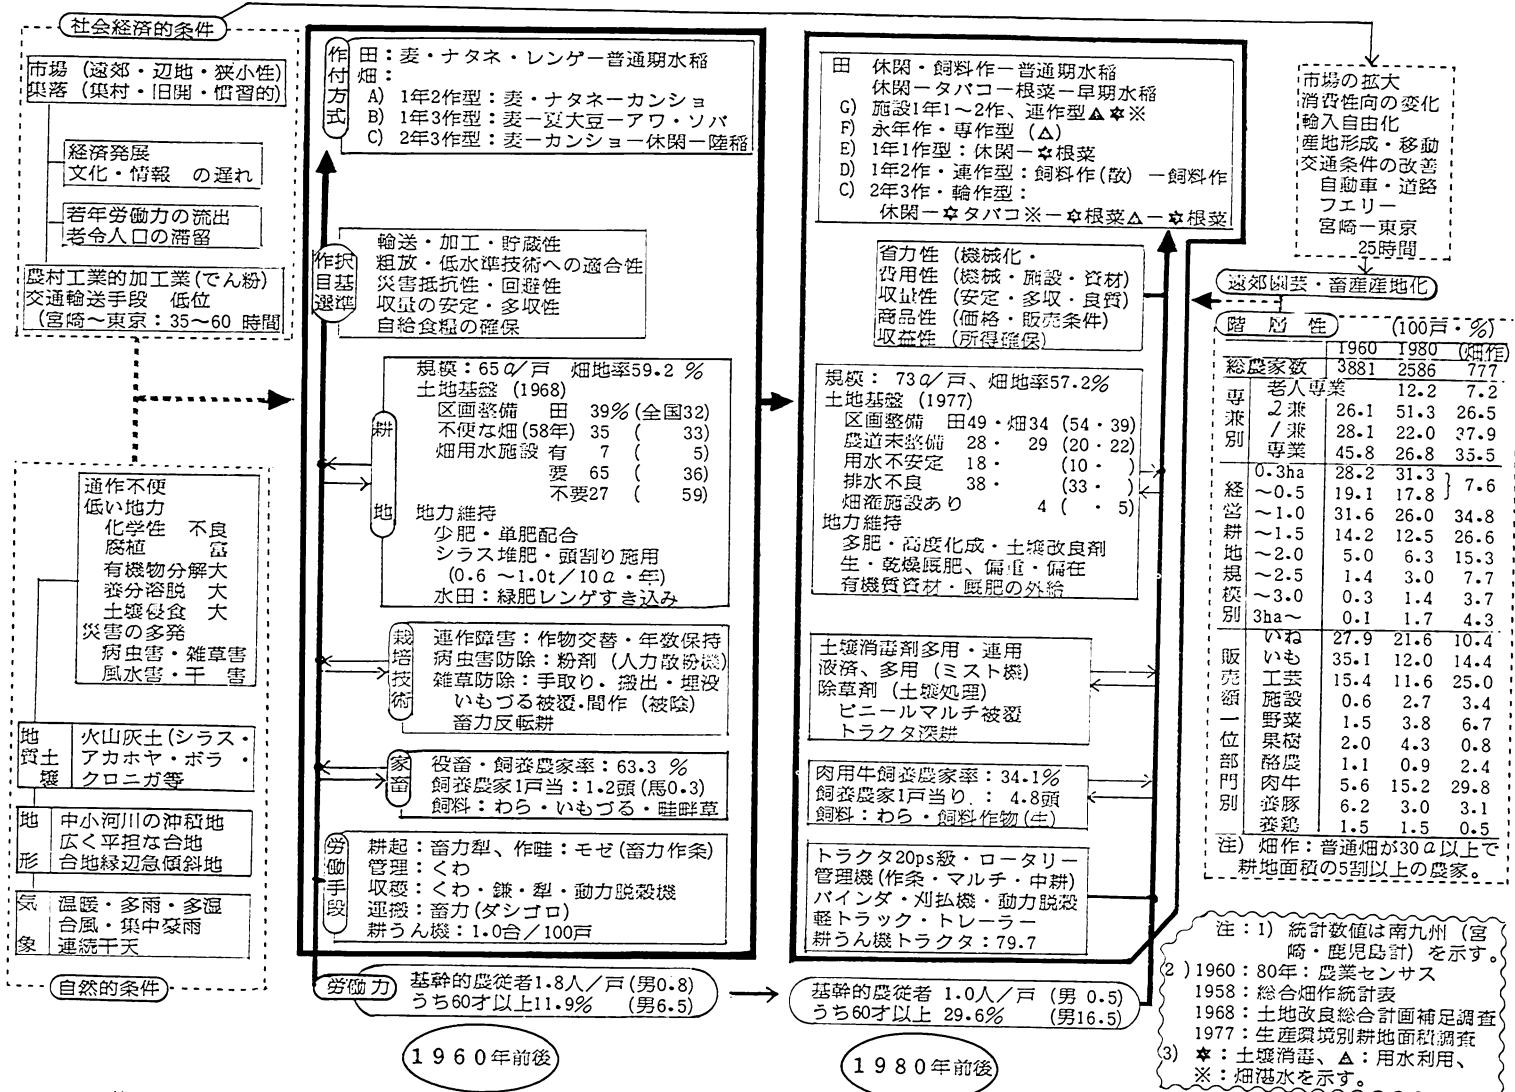 社会経済的条件
市場 (遠郊・辺地・狭小性)
集落 (集村・旧開・慣習的)
経済発展
文化・情報 の遅れ
若年労働力の流出
老令人口の滞留
農村工業的加工業(でん粉)
交通輸送手段 低位
(宮崎～東京：35～60 時間
通作不便
低い地力
化学性 不良
腐植 富
有機物分解大
養分溶脱 大
土壌侵食 大
災害の多発
病虫害・雑草害
風水害・干 害
地質土壌
火山灰土(シラス・
アカホヤ・ボラ・
クロニガ等
地形
中小河川の沖積地
広く平担な台地
台地縁辺急傾斜地
気象
温暖・多雨・多湿
台風・集中豪雨
連続干天
自然的条件
作付方式
田：麦・ナタネ・レンゲー普通期水稲
畑：
A) 1年2作型：麦・ナタネーカンショ
B) 1年3作型：麦ー夏大豆ーアワ・ソバ
C) 2年3作型：麦ーカンショー休閑ー陸稲
作目選択基準
輸送・加工・貯蔵性
粗放・低水準技術への適合性
災害抵抗性・回避性
収量の安定・多収性
自給食糧の確保
耕地
規模：65a/戸 畑地率59.2 %
土地基盤 (1968)
区画整備 田 39% (全国32)
不便な畑(58年) 35 ( 33)
畑用水施設 有 7 ( 5)
要 65 ( 36)
不要27 ( 59)
地力維持
少肥・単肥配合
シラス堆肥・頭割り施用
(0.6 ～1.0t/10a・年)
水田：緑肥レンゲすき込み
栽培技術
連作障害：作物交替・年数保持
病虫害防除：粉剤 (人力散粉機)
雑草防除：手取り．搬出・埋没
いもづる被覆．間作 (被陰)
畜力反転耕
家畜
役畜・飼養農家率：63.3 %
飼養農家1戸当：1.2頭(馬0.3)
飼料：わら・いもづる・畦畔草
労働手段
耕起：畜力犁、作畦：モゼ(畜力作条)
管理：くわ
収穫：くわ・鎌・犁・動力脱穀機
運搬：畜力(ダシゴロ)
耕うん機：1.0台/100戸
労働力
基幹的農従者1.8人/戸(男0.8)
うち60才以上11.9% (男6.5)
1960年前後
田 休閑・飼料作ー普通期水稲
休閑ータバコー根菜ー早期水稲
G) 施設1年1～2作、連作型▲✡※
F) 永年作・専作型 (△)
E) 1年1作型：休閑ー✡根菜
D) 1年2作・連作型：飼料作(散) ー飼料作
C) 2年3作・輪作型：
休閑ー✡タバコ※ー✡根菜△ー✡根菜
省力性 (機械化・
費用性 (機械・施設・資材)
収量性 (安定・多収・良質)
商品性 (価格・販売条件)
収益性 (所得確保)
規模： 73a/戸、畑地率57.2%
土地基盤 (1977)
区画整備 田49・畑34 (54・39)
農道未整備 28・ 29 (20・22)
用水不安定 18・ (10・ )
排水不良 38・ (33・ )
畑灌施設あり 4 ( ・ 5)
地力維持
多肥・高度化成・土壌改良剤
生・乾燥厩肥、偏重・偏在
有機質資材・厩肥の外給
土壌消毒剤多用・運用
液済、多用 (ミスト機)
除草剤 (土壌処理)
ビニールマルチ被覆
トラクタ深耕
肉用牛飼養農家率：34.1%
飼養農家1戸当り．： 4.8頭
飼料：わら・飼料作物(生)
トラクタ20ps級・ロータリー
管理機(作条・マルチ・中耕)
バインダ・刈払機・動力脱穀
軽トラック・トレーラー
耕うん機トラクタ：79.7
基幹的農従者 1.0人/戸 (男 0.5)
うち60才以上 29.6% (男16.5)
1980年前後
市場の拡大
消費性向の変化
輸入自由化
産地形成・移動
交通条件の改善
自動車・道路
フエリー
宮崎ー東京
25時間
遠郊園芸・畜産産地化
階 層 性 (100戸・%)
1960 1980 (畑作)
総農家数 3881 2586 777
専兼別
老人専業 12.2 7.2
2兼 26.1 51.3 26.5
1兼 28.1 22.0 37.9
専業 45.8 26.8 35.5
経営耕地規模別
0.3ha 28.2 31.3 } 7.6
～0.5 19.1 17.8
～1.0 31.6 26.0 34.8
～1.5 14.2 12.5 26.6
～2.0 5.0 6.3 15.3
～2.5 1.4 3.0 7.7
～3.0 0.3 1.4 3.7
3ha～ 0.1 1.7 4.3
販売額一位部門別
いね 27.9 21.6 10.4
いも 35.1 12.0 14.4
工芸 15.4 11.6 25.0
施設 0.6 2.7 3.4
野菜 1.5 3.8 6.7
果樹 2.0 4.3 0.8
酪農 1.1 0.9 2.4
肉牛 5.6 15.2 29.8
養豚 6.2 3.0 3.1
養鶏 1.5 1.5 0.5
注) 畑作：普通畑が30a以上で
耕地面積の5割以上の農家。
注：1) 統計数値は南九州 (宮
崎・鹿児島計) を示す。
2)1960：80年：農業センサス
1958：総合畑作統計表
1968：土地改良総合計画補足調査
1977：生産環境別耕地面積調査
3) ✡：土壌消毒、▲：用水利用、
※：畑湛水を示す。